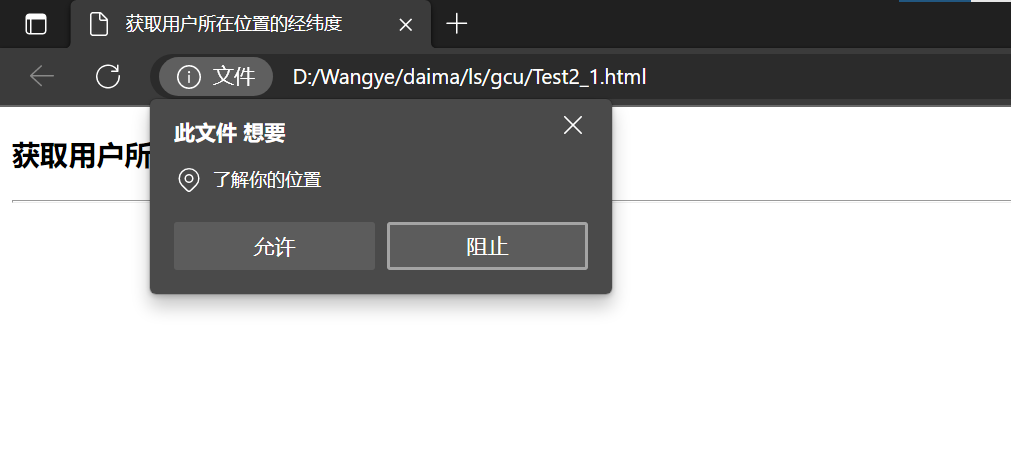 获取用户所在位置的经纬度
文件 D:/Wangye/daima/ls/gcu/Test2_1.html
此文件 想要
获取用户所
了解你的位置
允许 阻止